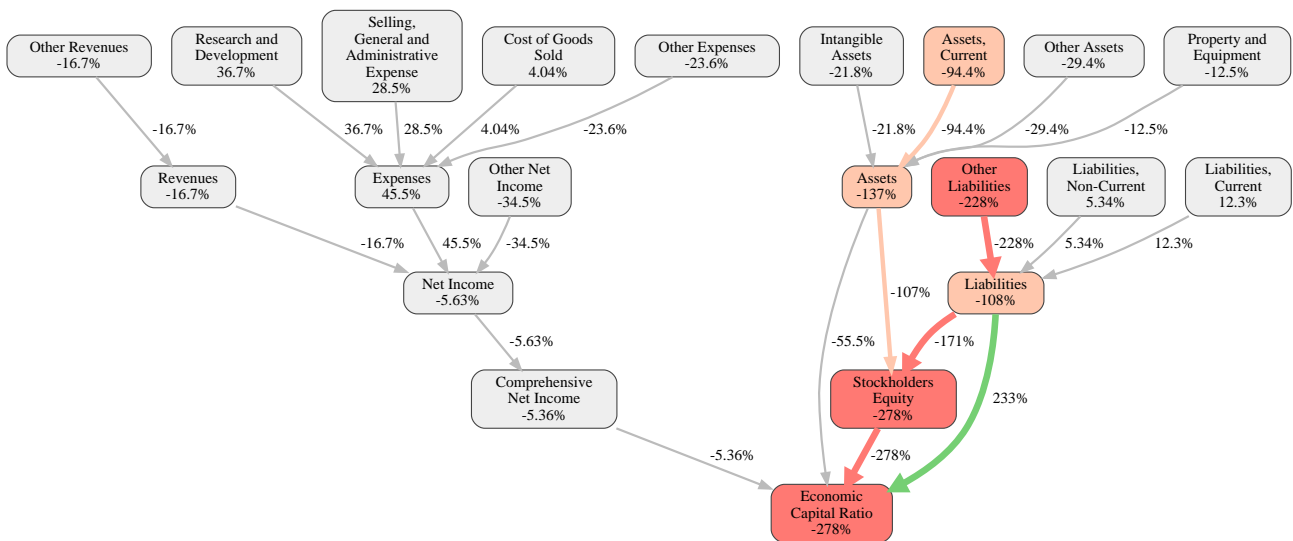 Other Revenues
-16.7%
Research and
Development
36.7%
Selling,
General and
Administrative
Expense
28.5%
Cost of Goods
Sold
4.04%
Other Expenses
-23.6%
Intangible
Assets
-21.8%
Assets,
Current
-94.4%
Other Assets
-29.4%
Property and
Equipment
-12.5%
-16.7%
36.7%
28.5%
4.04%
-23.6%
-21.8%
-94.4%
-29.4%
-12.5%
Revenues
-16.7%
Expenses
45.5%
Other Net
Income
-34.5%
Assets
-137%
Other
Liabilities
-228%
Liabilities,
Non-Current
5.34%
Liabilities,
Current
12.3%
-16.7%
45.5%
-34.5%
-228%
5.34%
12.3%
Net Income
-5.63%
Liabilities
-108%
-107%
-5.63%
-55.5%
-171%
Comprehensive
Net Income
-5.36%
Stockholders
Equity
-278%
233%
-5.36%
-278%
Economic
Capital Ratio
-278%